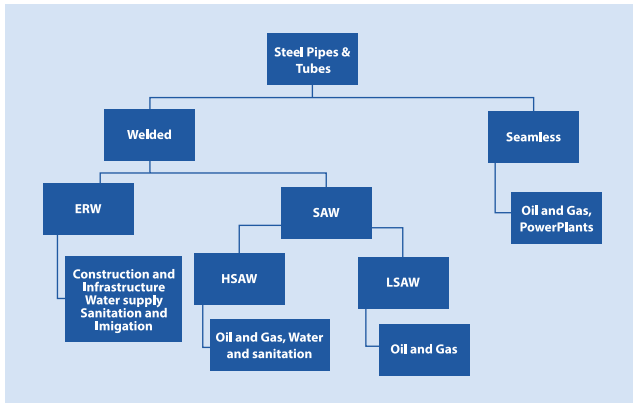 Steel Pipes &
Tubes
Welded
Seamless
ERW
SAW
Oil and Gas,
PowerPlants
Construction and
Infrastructure
Water supply
Sanitation and
Imigation
HSAW
LSAW
Oil and Gas, Water
and sanitation
Oil and Gas